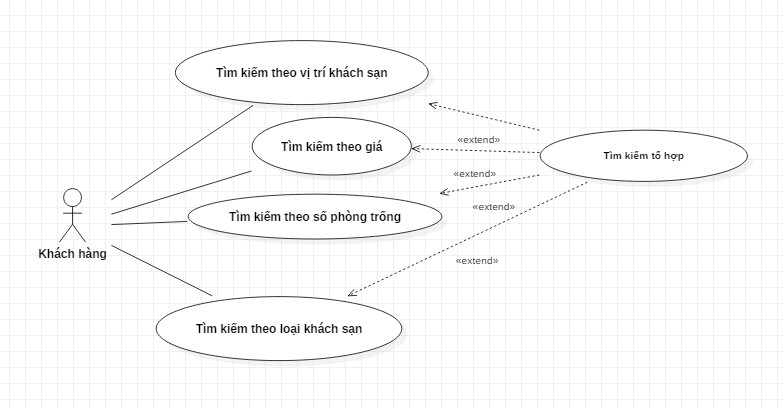 Tìm kiếm theo vị trí khách sạn
Tìm kiếm theo giá
«extend»
Tìm kiếm tổ hợp
«extend»
Tìm kiếm theo số phòng trống
«extend»
Khách hàng
«extend»
Tìm kiếm theo loại khách sạn